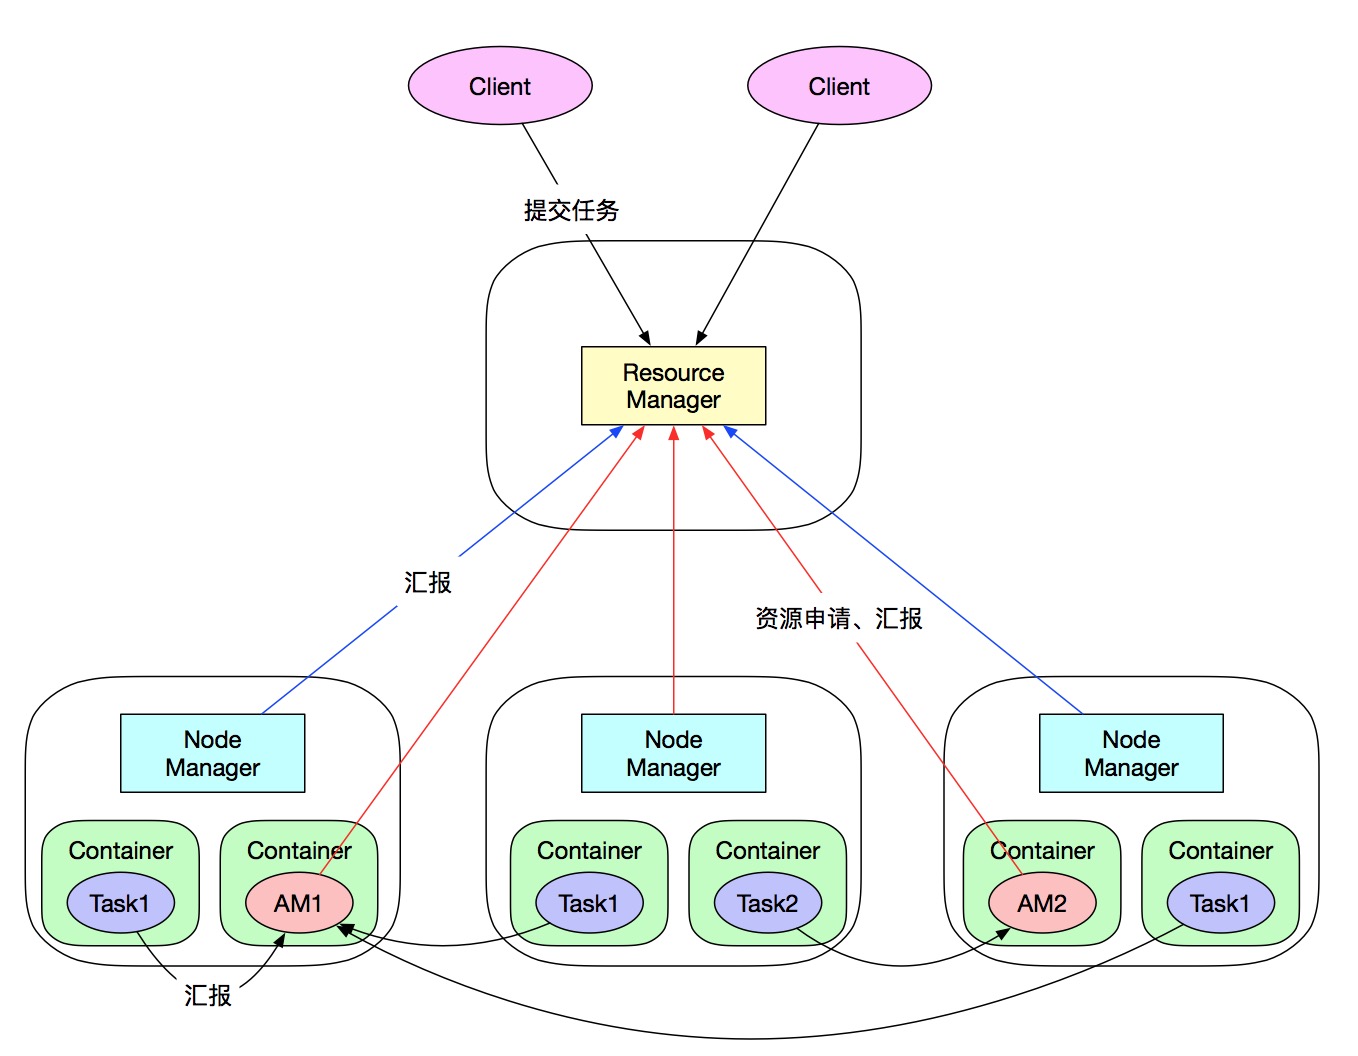 Client
Client
提交任务
Resource
Manager
汇报
资源申请、汇报
Node
Manager
Node
Manager
Node
Manager
Container
Container
Container
Container
Container
Container
Task1
AM1
Task1
Task2
AM2
Task1
汇报